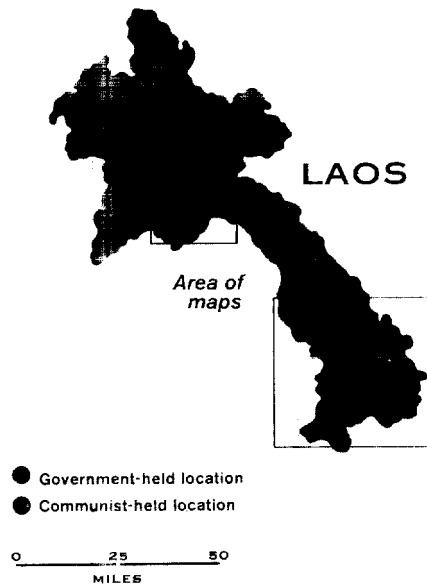 LAOS
Area of
maps
Government-held location
Communist-held location
0 25 50
MILES